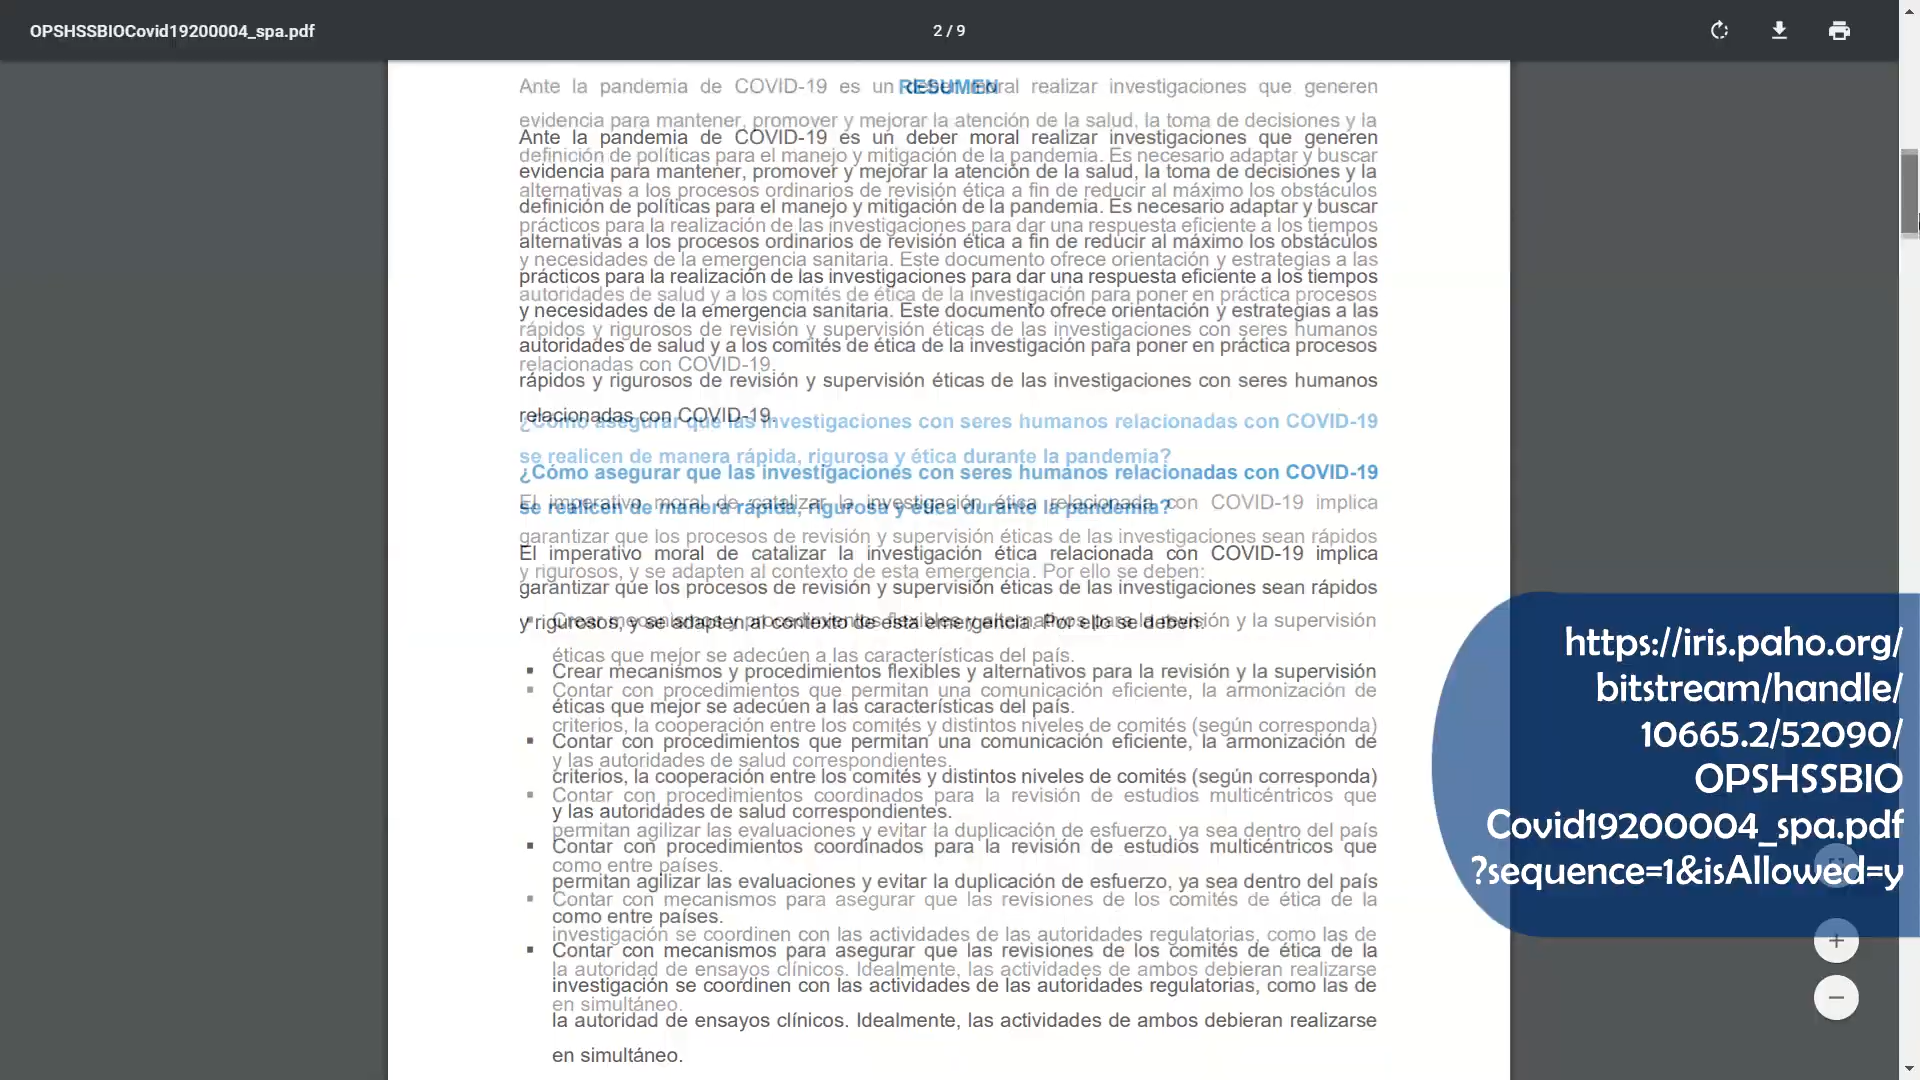 OPSHSSBIOCovid19200004_spa.pdf
2 / 9
RESUMEN
Ante la pandemia de COVID-19 es un deber moral realizar investigaciones que generen
evidencia para mantener, promover y mejorar la atención de la salud, la toma de decisiones y la
definición de políticas para el manejo y mitigación de la pandemia. Es necesario adaptar y buscar
alternativas a los procesos ordinarios de revisión ética a fin de reducir al máximo los obstáculos
prácticos para la realización de las investigaciones para dar una respuesta eficiente a los tiempos
y necesidades de la emergencia sanitaria. Este documento ofrece orientación y estrategias a las
autoridades de salud y a los comités de ética de la investigación para poner en práctica procesos
rápidos y rigurosos de revisión y supervisión éticas de las investigaciones con seres humanos
relacionadas con COVID-19.
¿Cómo asegurar que las investigaciones con seres humanos relacionadas con COVID-19
se realicen de manera rápida, rigurosa y ética durante la pandemia?
El imperativo moral de catalizar la investigación ética relacionada con COVID-19 implica
garantizar que los procesos de revisión y supervisión éticas de las investigaciones sean rápidos
y rigurosos, y se adapten al contexto de esta emergencia. Por ello se deben:
▪ Crear mecanismos y procedimientos flexibles y alternativos para la revisión y la supervisión
éticas que mejor se adecúen a las características del país.
▪ Contar con procedimientos que permitan una comunicación eficiente, la armonización de
criterios, la cooperación entre los comités y distintos niveles de comités (según corresponda)
y las autoridades de salud correspondientes.
▪ Contar con procedimientos coordinados para la revisión de estudios multicéntricos que
permitan agilizar las evaluaciones y evitar la duplicación de esfuerzo, ya sea dentro del país
como entre países.
▪ Contar con mecanismos para asegurar que las revisiones de los comités de ética de la
investigación se coordinen con las actividades de las autoridades regulatorias, como las de
la autoridad de ensayos clínicos. Idealmente, las actividades de ambos debieran realizarse
en simultáneo.
https://iris.paho.org/
bitstream/handle/
10665.2/52090/
OPSHSSBIO
Covid19200004_spa.pdf
?sequence=1&isAllowed=y